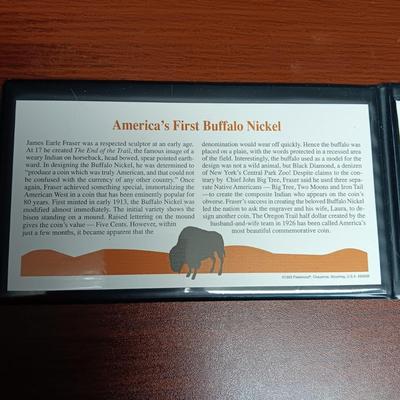 America's First Buffalo Nickel
James Earle Fraser was a respected sculptor at an early age.
At 17 he created The End of the Trail, the famous image of a
weary Indian on horseback, head bowed, spear pointed earth-
ward. In designing the Buffalo Nickel, he was determined to
"produce a coin which was truly American, and that could not
be confused with the currency of any other country." Once
again, Fraser achieved something special, immortalizing the
American West in a coin that has been eminently popular for
80 years. First minted in early 1913, the Buffalo Nickel was
modified almost immediately. The initial variety shows the
bison standing on a mound. Raised lettering on the mound
gives the coin's value — Five Cents. However, within
just a few months, it became apparent that the
denomination would wear off quickly. Hence the buffalo was
placed on a plain, with the words protected in a recessed area
of the field. Interestingly, the buffalo used as a model for the
design was not a wild animal, but Black Diamond, a denizen
of New York's Central Park Zoo! Despite claims to the con-
trary by Chief John Big Tree, Fraser said he used three sepa-
rate Native Americans — Big Tree, Two Moons and Iron Tail
—to create the composite Indian who appears on the coin's
obverse. Fraser's success in creating the beloved Buffalo Nickel
led the nation to ask the engraver and his wife, Laura, to de-
sign another coin. The Oregon Trail half dollar created by the
husband-and-wife team in 1926 has been called America's
most beautiful commemorative coin.
Fleetwood, Cheyenne, Wyoming, U.S.A.